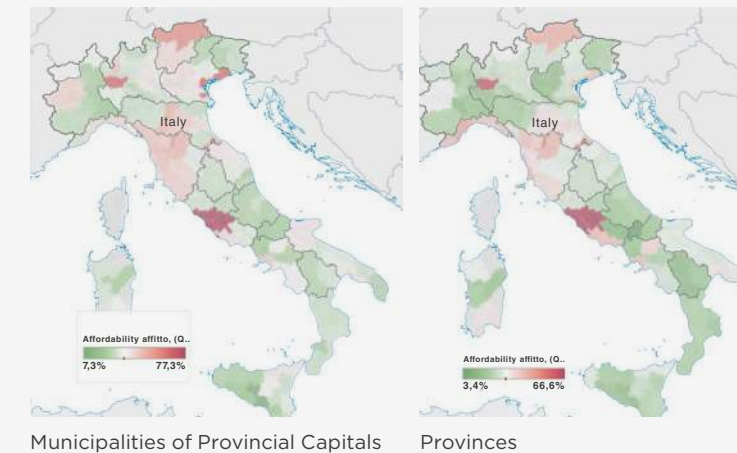 Italy
Affordability affitto, (Q..
7,3% 77,3%
Municipalities of Provincial Capitals
Italy
Affordability affitto, (Q..
3,4% 66,6%
Provinces